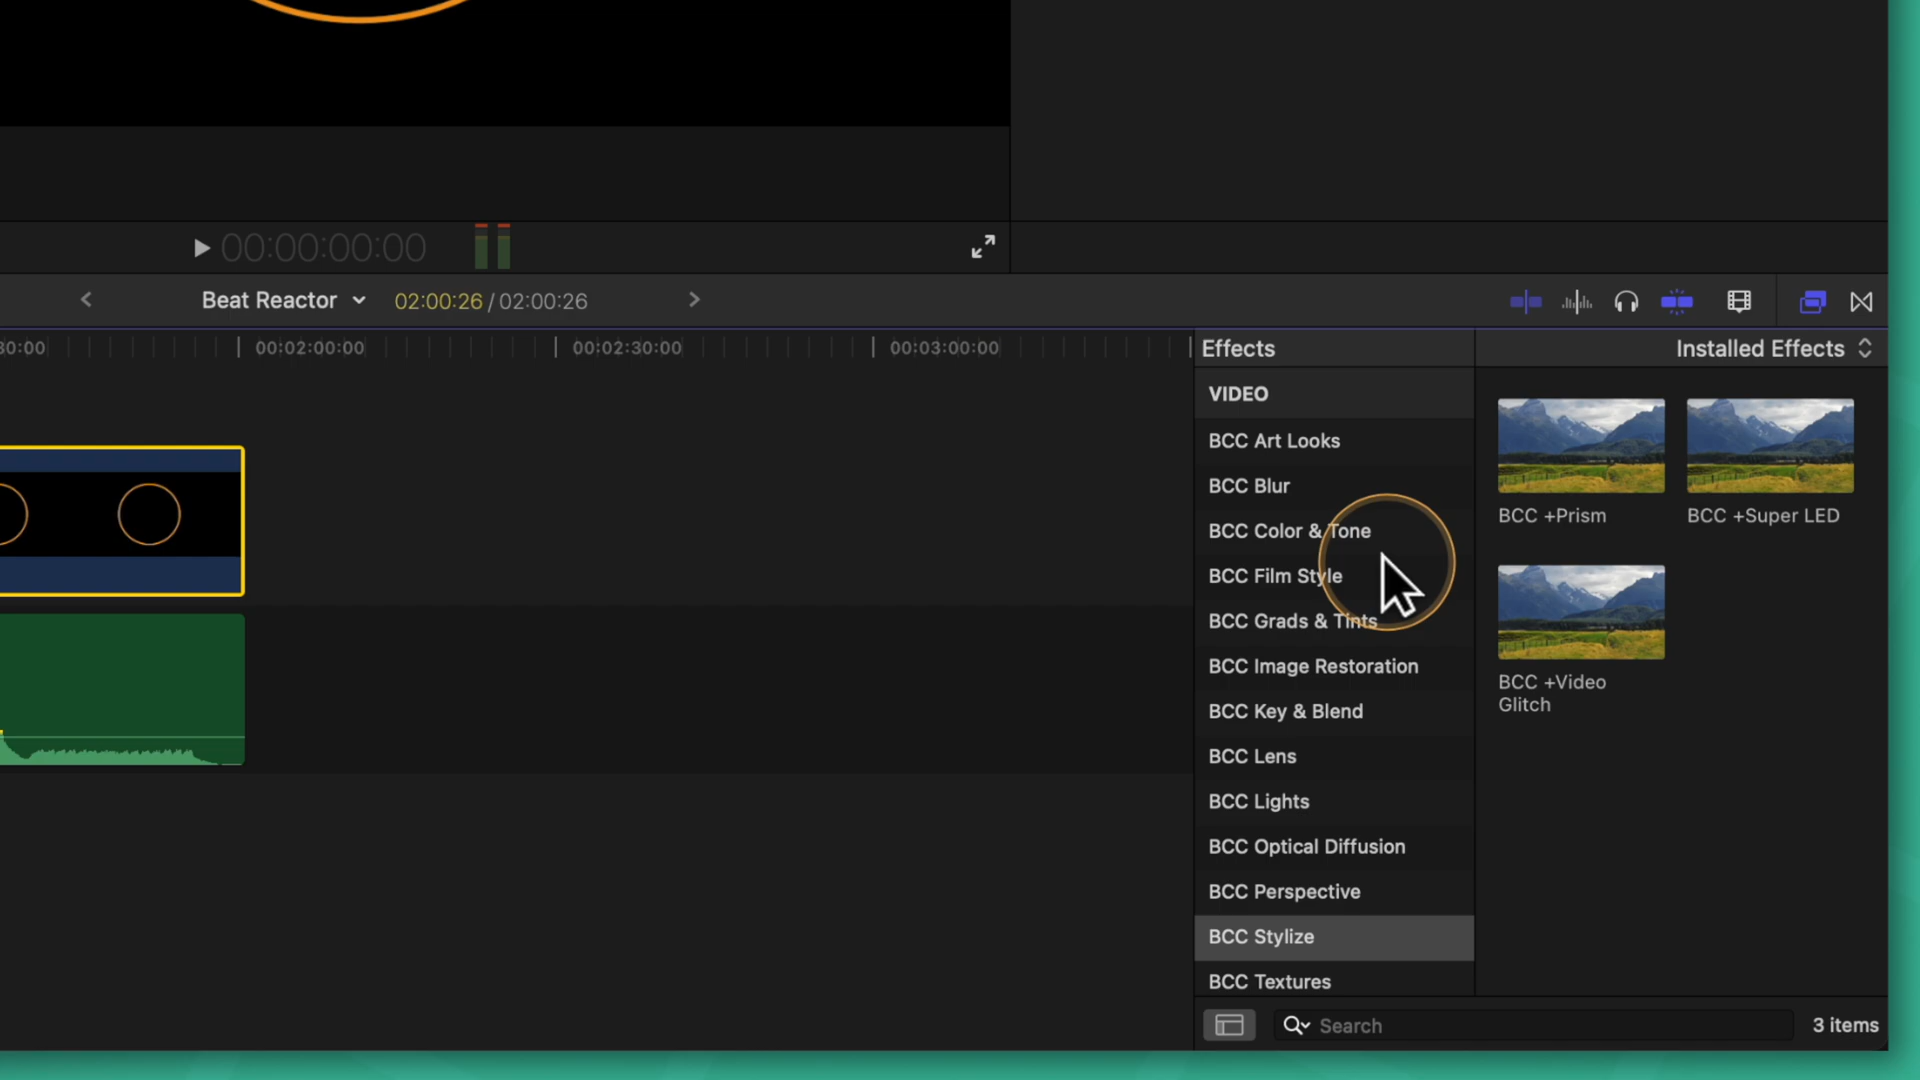 00:00:00:00
Beat Reactor
02:00:26 / 02:00:26
30:00
00:02:00:00
00:02:30:00
00:03:00:00
Effects
Installed Effects
VIDEO
BCC Art Looks
BCC Blur
BCC Color & Tone
BCC Film Style
BCC Grads & Tints
BCC Image Restoration
BCC Key & Blend
BCC Lens
BCC Lights
BCC Optical Diffusion
BCC Perspective
BCC Stylize
BCC Textures
BCC +Prism
BCC +Super LED
BCC +Video
Glitch
Search
3 items